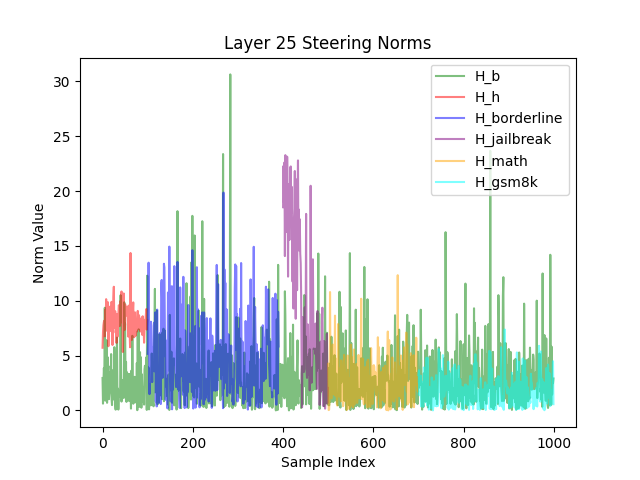 Layer 25 Steering Norms
Norm Value
30
25
20
15
10
5
0
H_b
H_h
H_borderline
H_jailbreak
H_math
H_gsm8k
0
200
400
600
800
1000
Sample Index